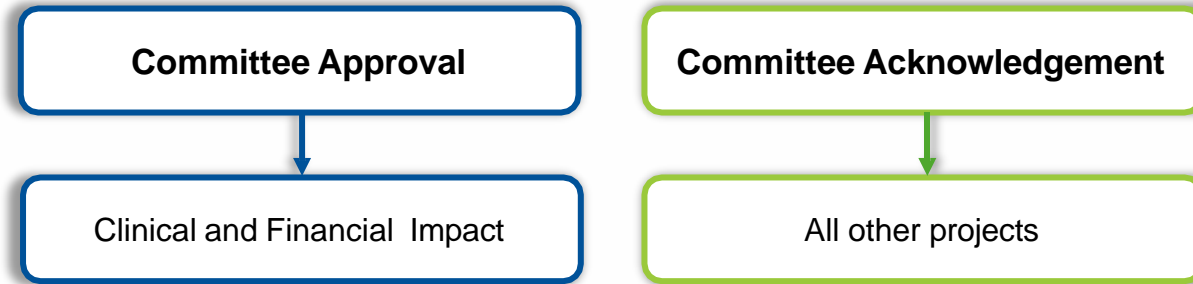 Committee Approval
Committee Acknowledgement
Clinical and Financial  Impact
All other projects